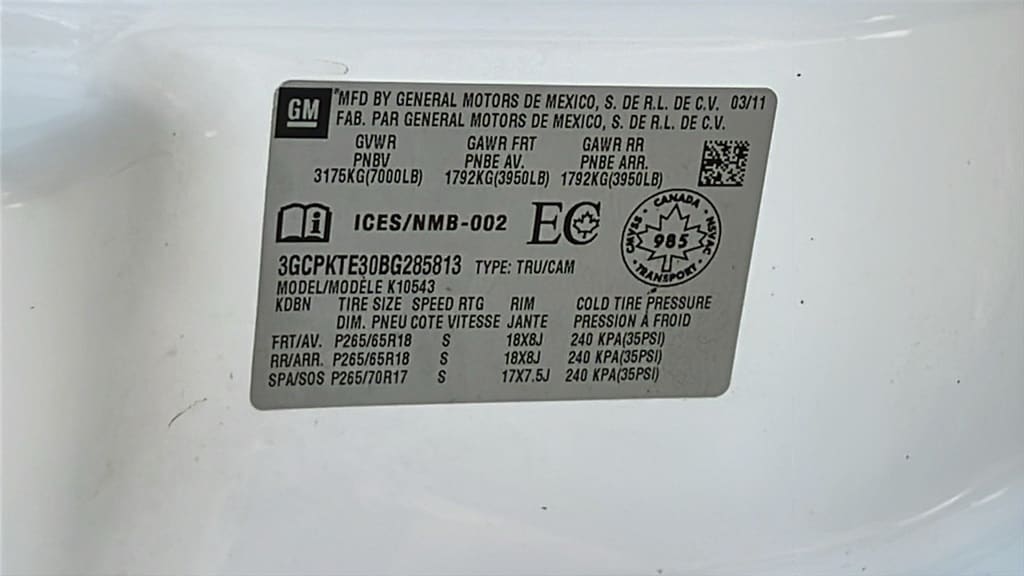 GM
MFD BY GENERAL MOTORS DE MEXICO, S. DE R.L. DE C.V. 03/11
FAB. PAR GENERAL MOTORS DE MEXICO, S. DE R.L. DE C.V.
GVWR GAWR FRT GAWR RR
PNBV PNBE AV. PNBE ARR.
3175KG(7000LB) 1792KG(3950LB) 1792KG(3950LB)
ICES/NMB-002 EC
CANADA
CMVSS 985 NSVAC
TRANSPORT
3GCPKTE30BG285813 TYPE: TRU/CAM
MODEL/MODÈLE K10543
KDBN TIRE SIZE SPEED RTG RIM COLD TIRE PRESSURE
DIM. PNEU COTE VITESSE JANTE PRESSION À FROID
FRT/AV. P265/65R18 S 18X8J 240 KPA(35PSI)
RR/ARR. P265/65R18 S 18X8J 240 KPA(35PSI)
SPA/SOS P265/70R17 S 17X7.5J 240 KPA(35PSI)